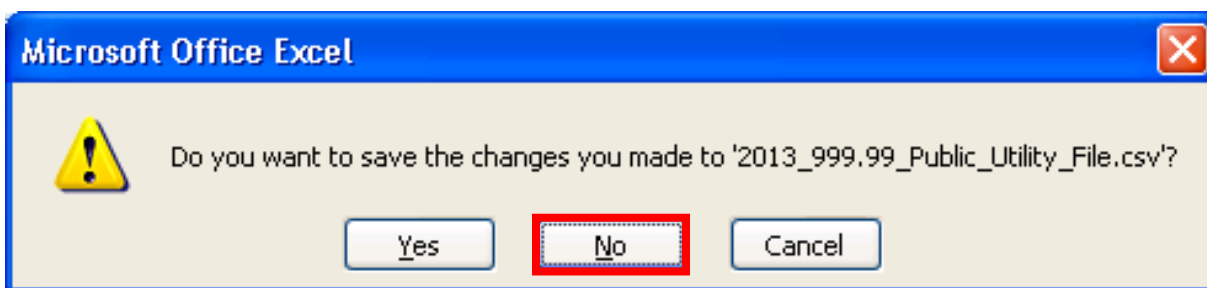 Microsoft Office Excel
Do you want to save the changes you made to '2013_999.99_Public_Utility_File.csv'?
Yes No Cancel